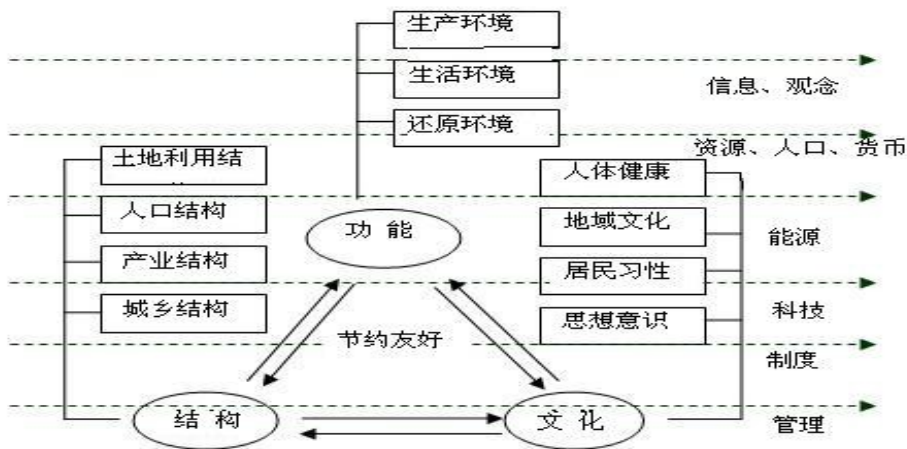 生产环境
生活环境
信息、观念
还原环境
资源、人口、货币
土地利用结
人体健康
人口结构
功能
地域文化
能源
产业结构
居民习性
城乡结构
科技
思想意识
节约友好
制度
结构
文化
管理